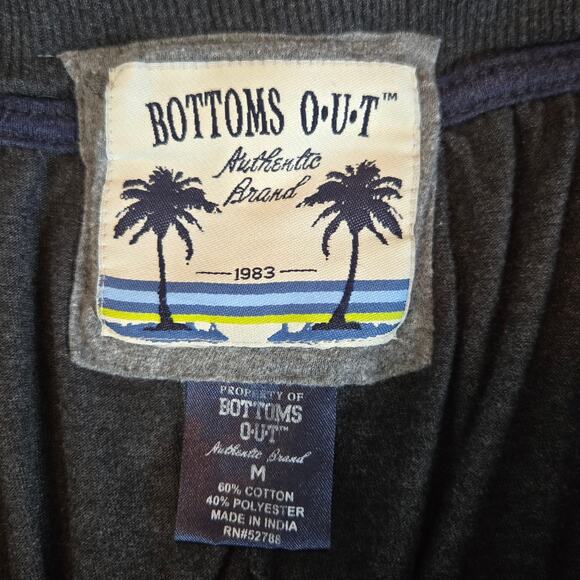 BOTTOMS O•U•T™
Authentic
Brand
1983
PROPERTY OF
BOTTOMS
O•U•T™
Authentic Brand
M
60% COTTON
40% POLYESTER
MADE IN INDIA
RN#52788